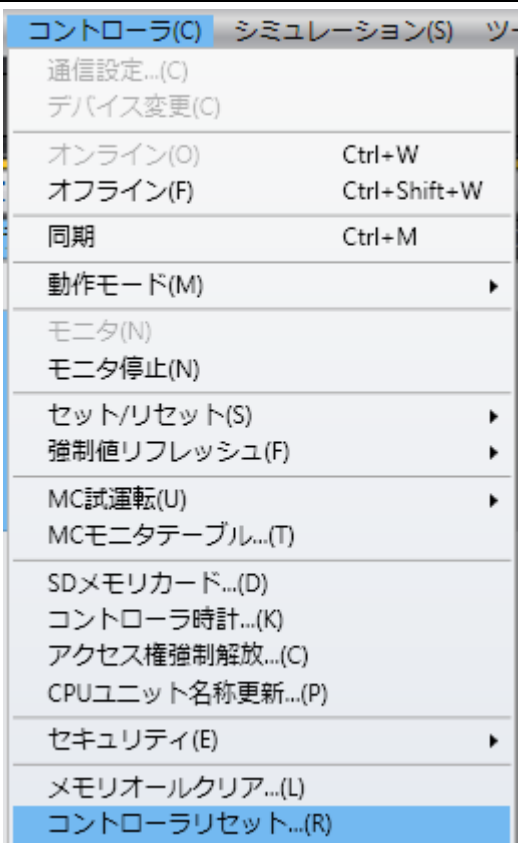 コントローラ(C) シミュレーション(S) ツー
通信設定...(C)
デバイス変更(C)
オンライン(O) Ctrl+W
オフライン(F) Ctrl+Shift+W
同期 Ctrl+M
動作モード(M)
モニタ(N)
モニタ停止(N)
セット/リセット(S)
強制値リフレッシュ(F)
MC試運転(U)
MCモニタテーブル...(T)
SDメモリカード...(D)
コントローラ時計...(K)
アクセス権強制解放...(C)
CPUユニット名称更新...(P)
セキュリティ(E)
メモリオールクリア...(L)
コントローラリセット...(R)